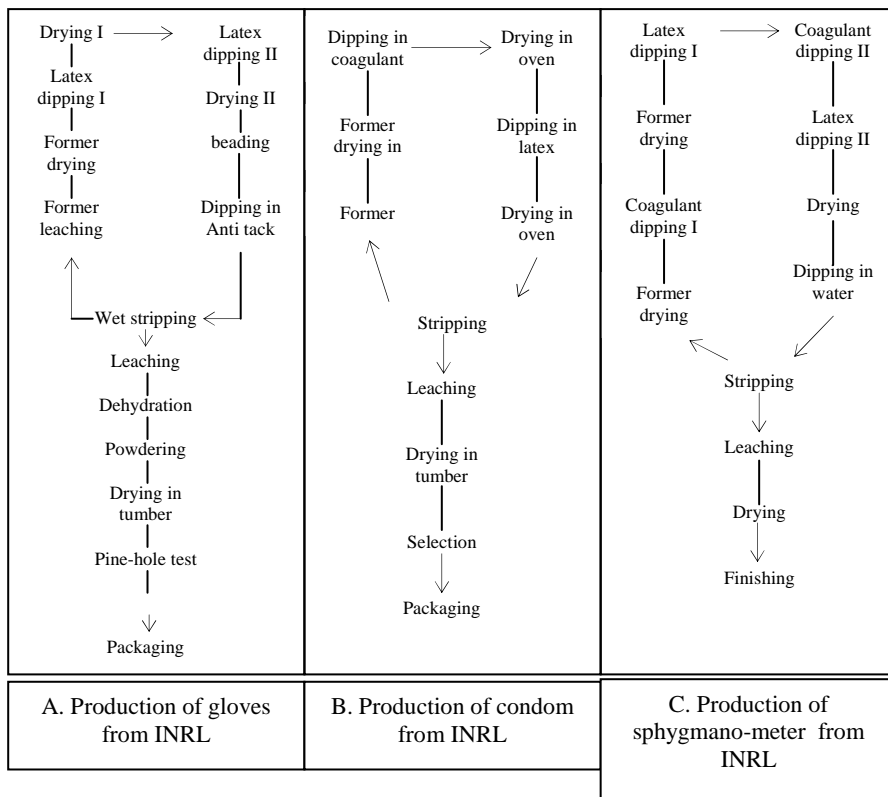 Drying I
Latex
dipping II
Latex
dipping I
Drying II
Former
drying
beading
Former
leaching
Dipping in
Anti tack
Wet stripping
Leaching
Dehydration
Powdering
Drying in
tumber
Pine-hole test
Packaging
A. Production of gloves
from INRL
Dipping in
coagulant
Drying in
oven
Former
drying in
Dipping in
latex
Former
Drying in
oven
Stripping
Leaching
Drying in
tumber
Selection
Packaging
B. Production of condom
from INRL
Latex
dipping I
Coagulant
dipping II
Former
drying
Latex
dipping II
Coagulant
dipping I
Drying
Former
drying
Dipping in
water
Stripping
Leaching
Drying
Finishing
C. Production of
sphygmano-meter from
INRL